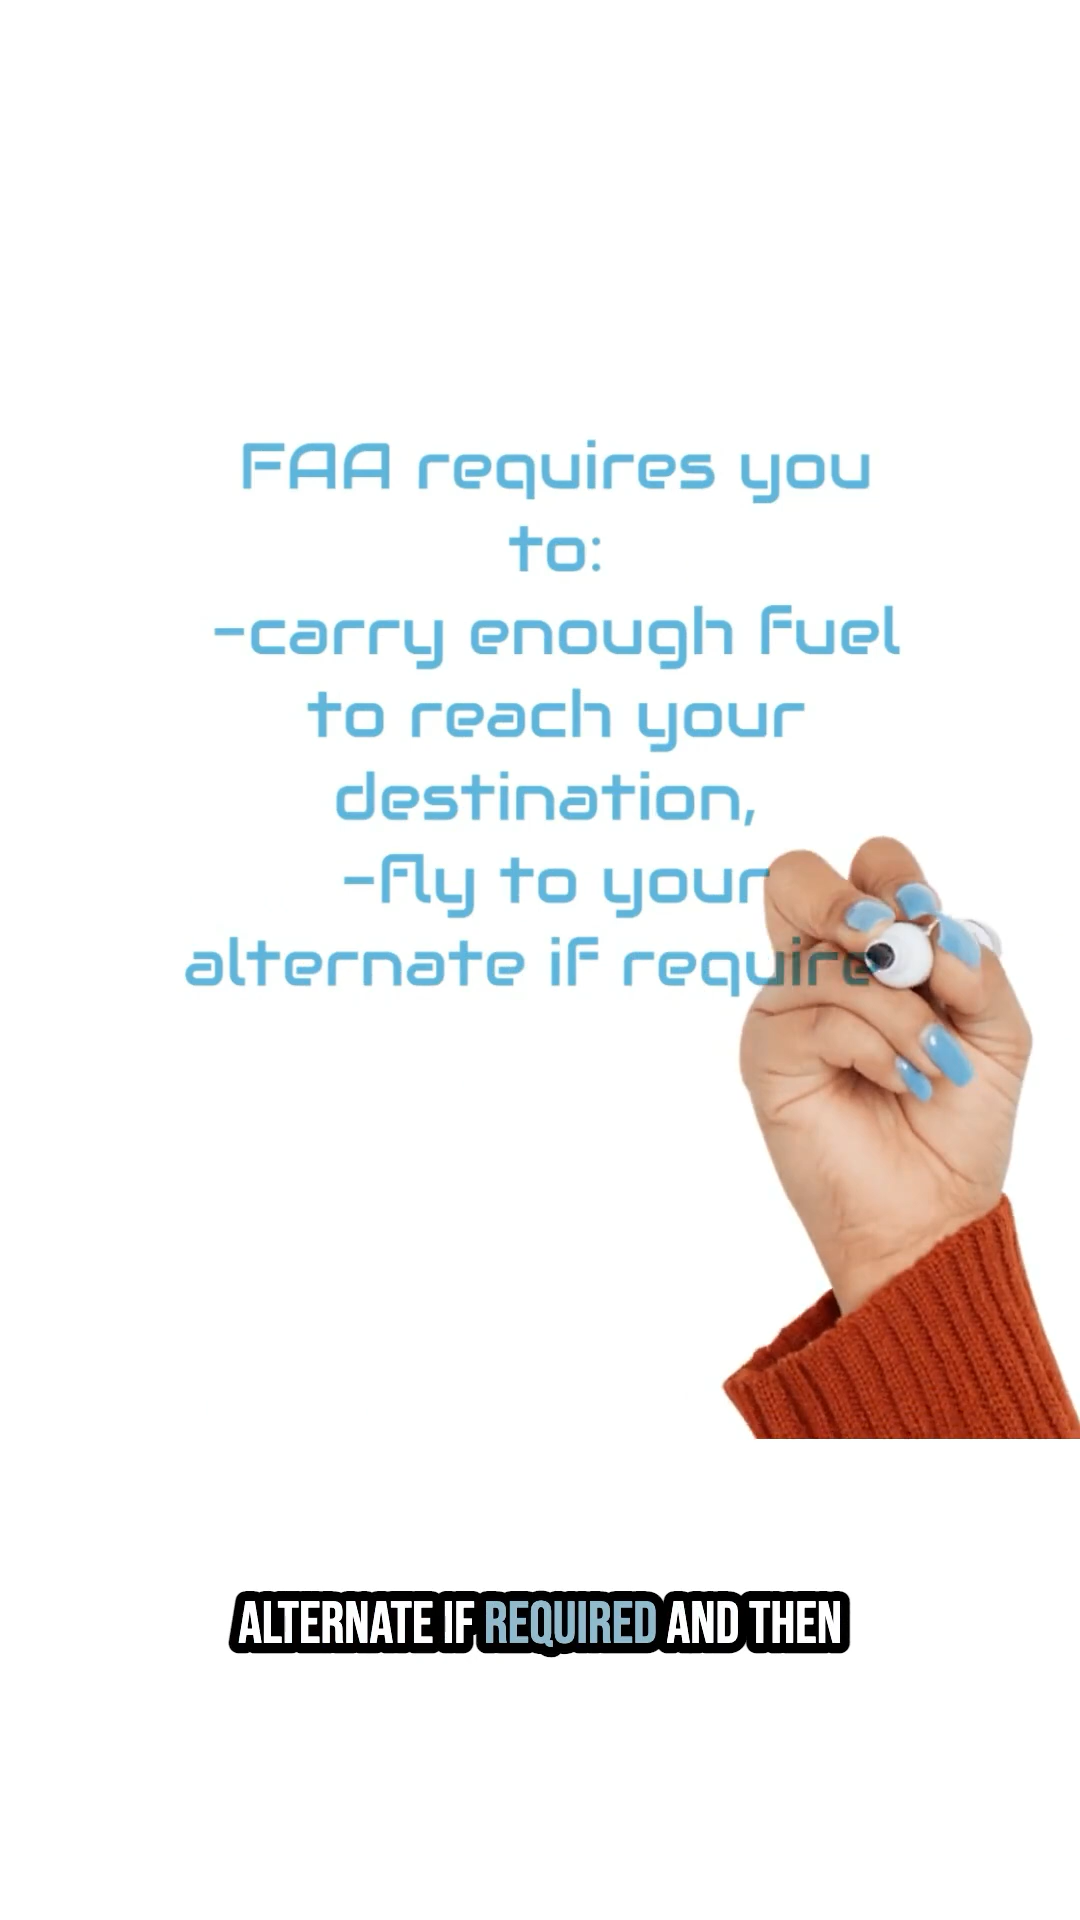 FAA requires you
to:
-carry enough fuel
to reach your
destination,
-fly to your
alternate if require
ALTERNATE IF REQUIRED AND THEN